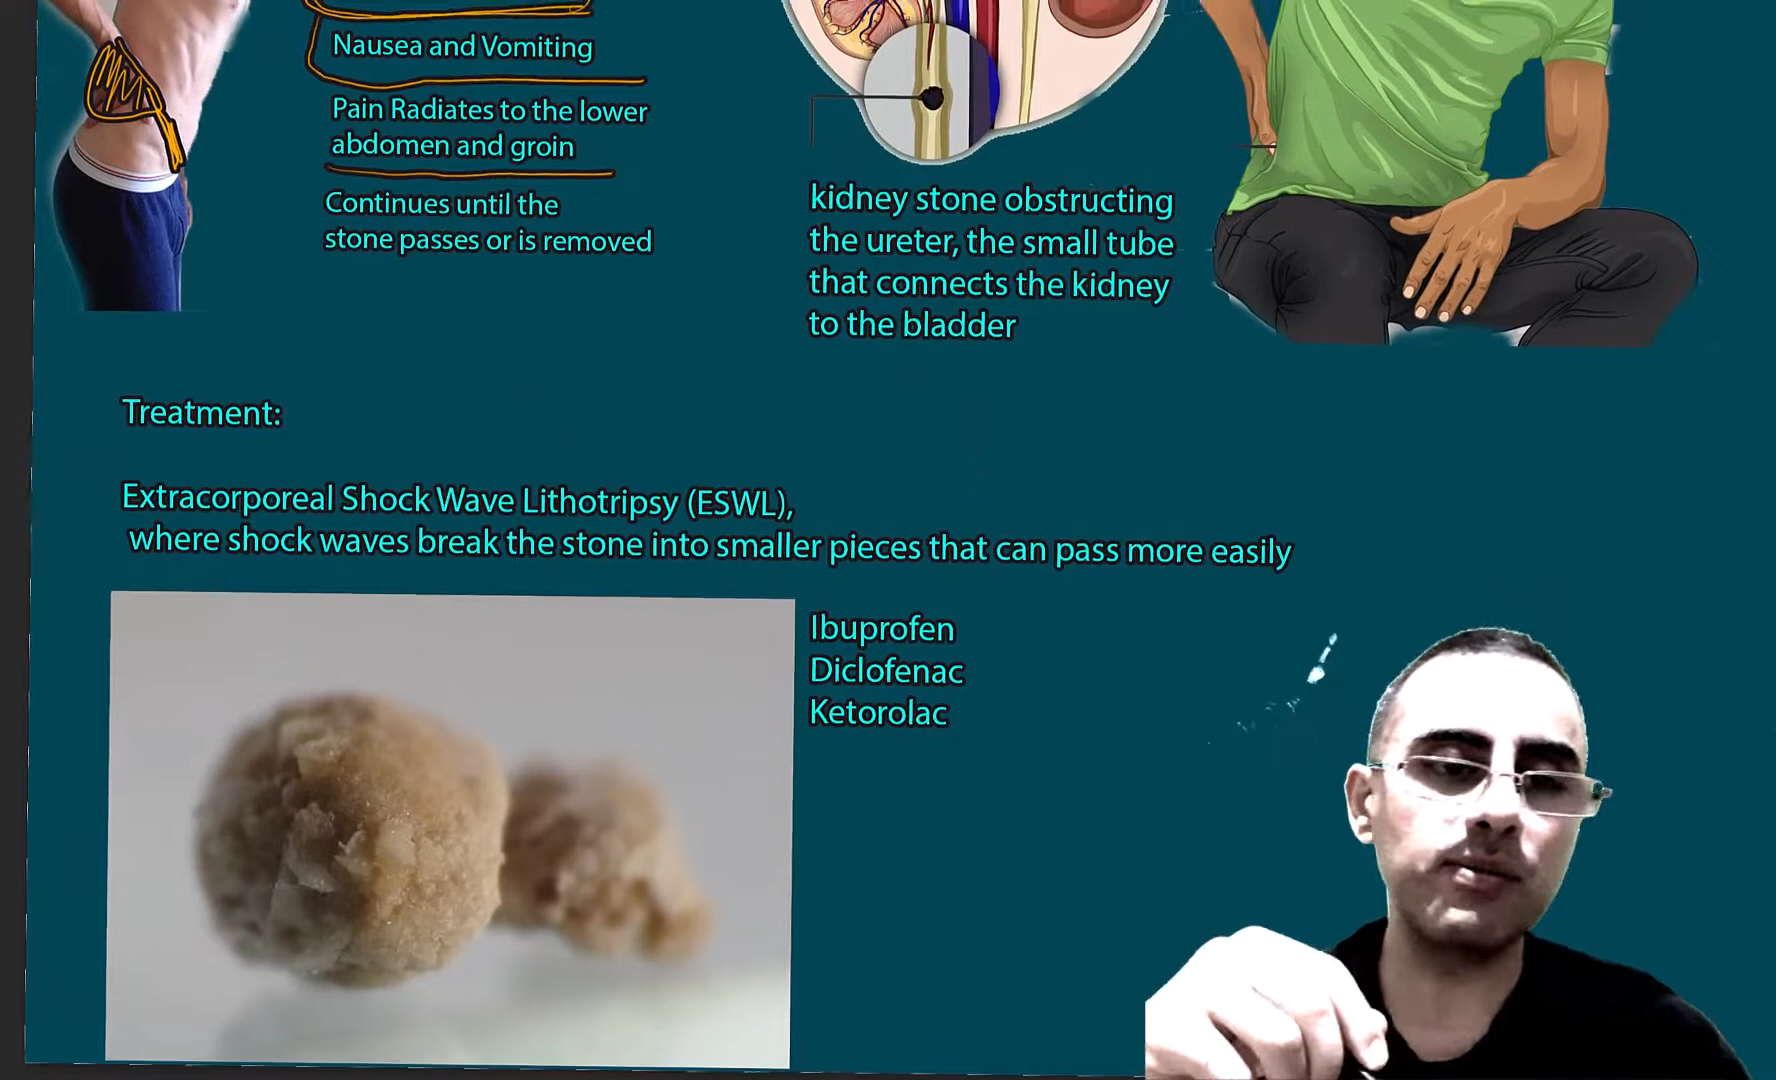 Nausea and Vomiting
Pain Radiates to the lower
abdomen and groin
Continues until the
stone passes or is removed
kidney stone obstructing
the ureter, the small tube
that connects the kidney
to the bladder
Treatment:
Extracorporeal Shock Wave Lithotripsy (ESWL),
where shock waves break the stone into smaller pieces that can pass more easily
Ibuprofen
Diclofenac
Ketorolac